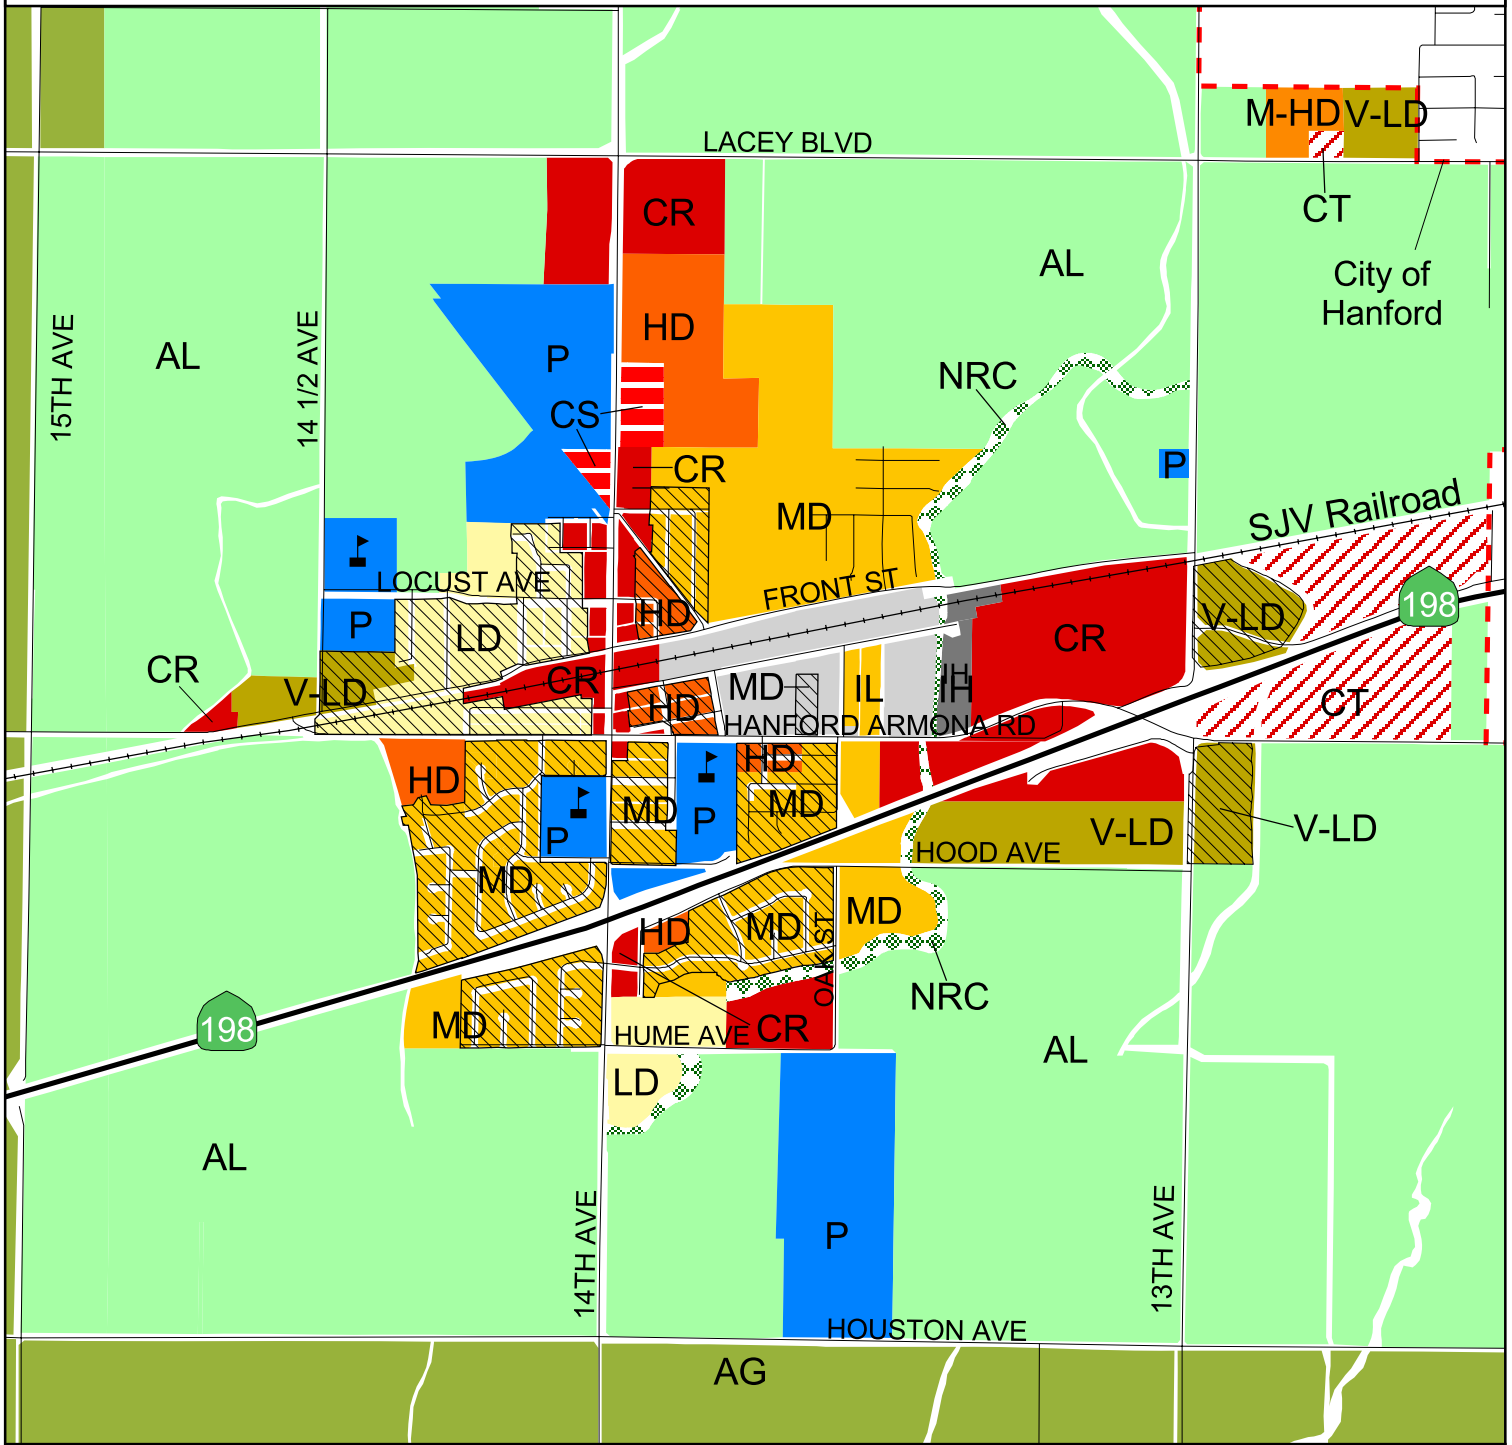 M-HD
V-LD
LACEY BLVD
CT
CR
AL
City of
Hanford
15TH AVE
14 1/2 AVE
AL
HD
P
NRC
CS
CR
P
MD
SJV Railroad
LOCUST AVE
FRONT ST
198
HD
V-LD
P
LD
CR
CR
CR
V-LD
MD
IL
IH
IH
HD
CT
HANFORD ARMONA RD
HD
HD
MD
MD
P
P
V-LD
V-LD
HOOD AVE
MD
MD
MD
HD
OAK ST
NRC
198
MD
HUME AVE
CR
AL
LD
AL
14TH AVE
13TH AVE
P
HOUSTON AVE
AG